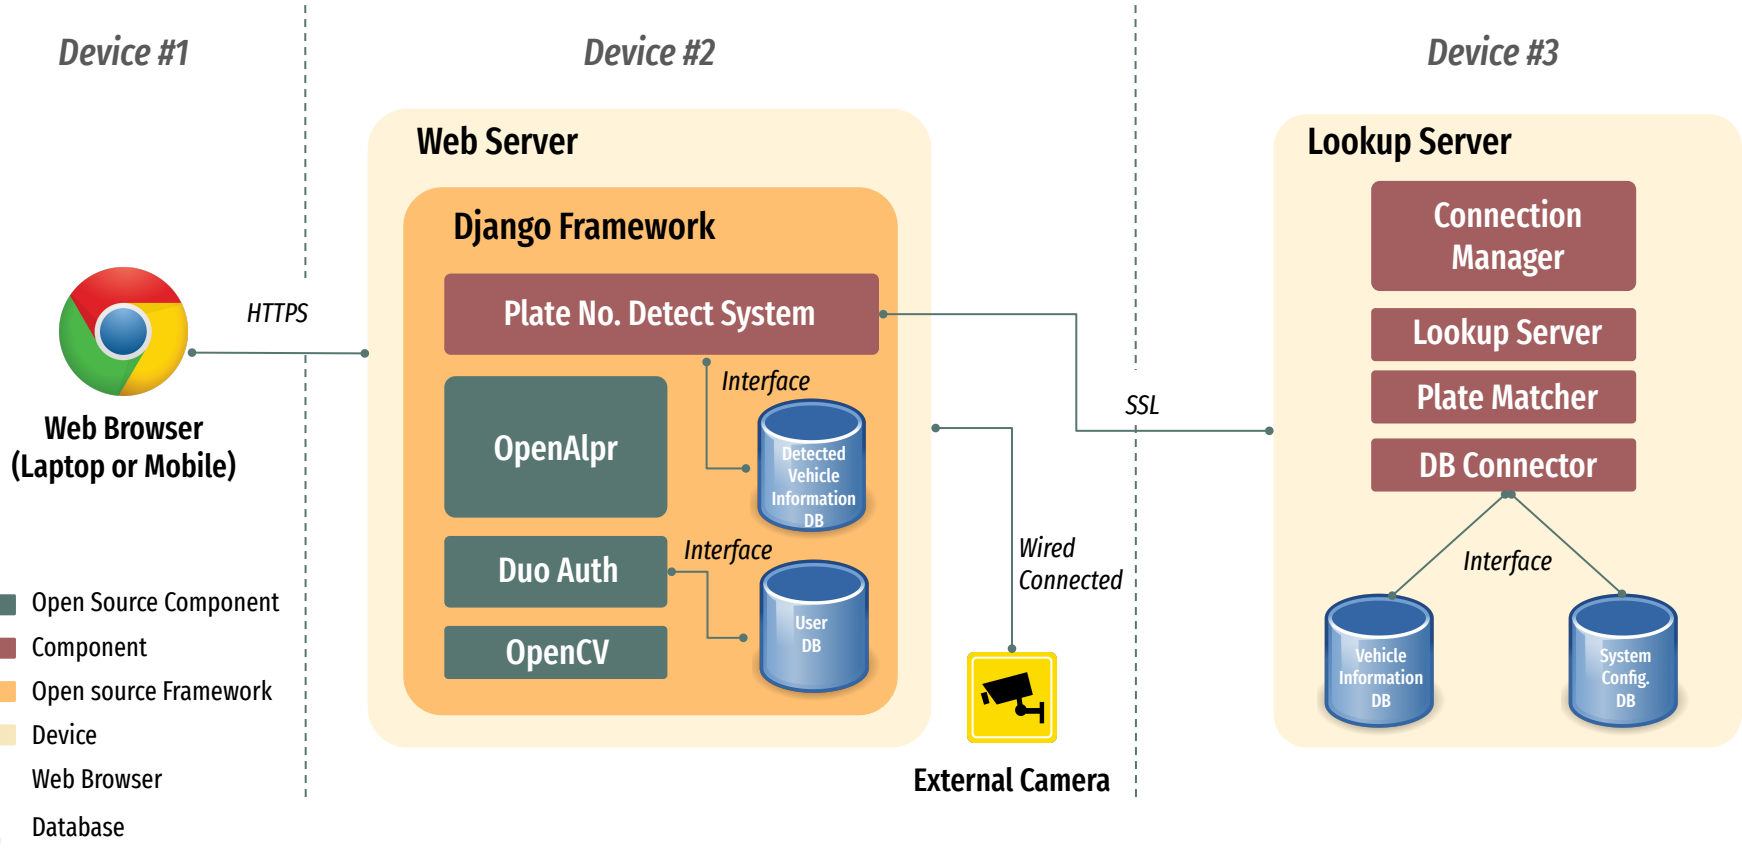 Device #1
Device #2
Device #3
Web Server
Lookup Server
Django Framework
Connection
Manager
Plate No. Detect System
HTTPS
Lookup Server
Interface
Plate Matcher
SSL
Web Browser
(Laptop or Mobile)
OpenAlpr
Detected
Vehicle
Information
DB
DB Connector
Duo Auth
Interface
Wired
Connected
Interface
User
DB
OpenCV
Vehicle
Information
DB
System
Config.
DB
External Camera
Open Source Component
Component
Open source Framework
Device
Web Browser
Database